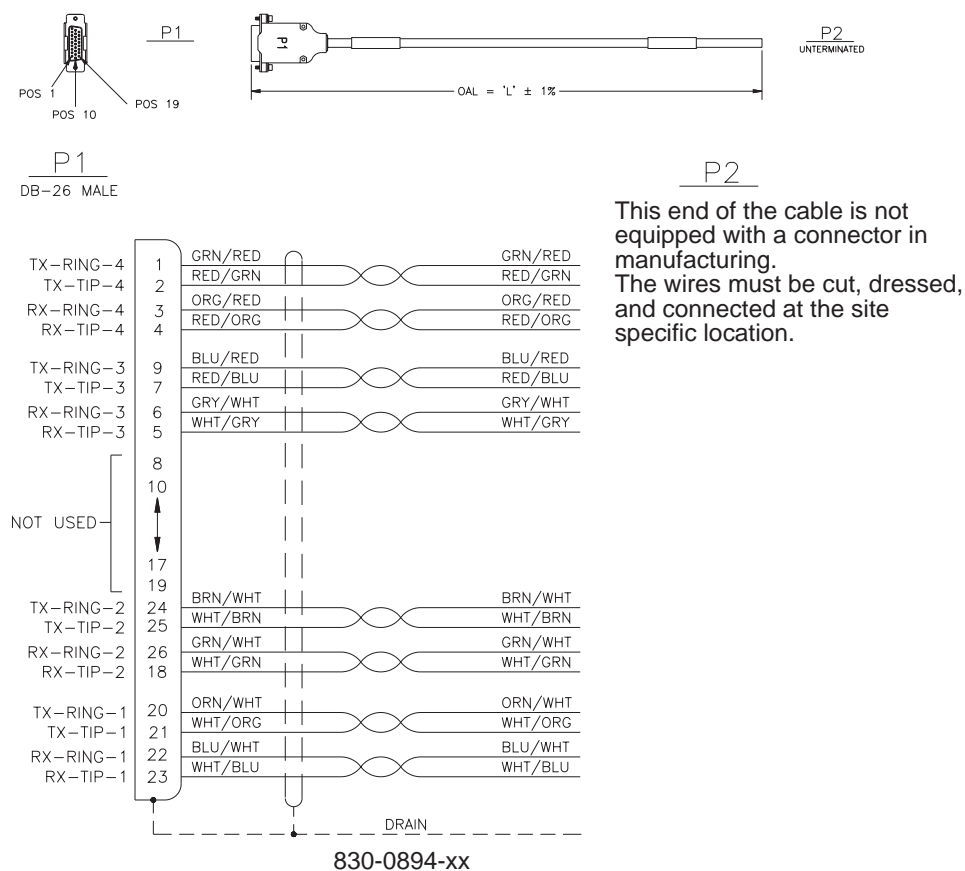 P1
P2
UNTERMINATED
P1
POS 1
POS 10
POS 19
OAL = 'L' ± 1%
P1
DB-26 MALE
P2
This end of the cable is not
equipped with a connector in
manufacturing.
The wires must be cut, dressed,
and connected at the site
specific location.
TX-RING-4 1 GRN/RED GRN/RED
TX-TIP-4 2 RED/GRN RED/GRN
RX-RING-4 3 ORG/RED ORG/RED
RX-TIP-4 4 RED/ORG RED/ORG
TX-RING-3 9 BLU/RED BLU/RED
TX-TIP-3 7 RED/BLU RED/BLU
RX-RING-3 6 GRY/WHT GRY/WHT
RX-TIP-3 5 WHT/GRY WHT/GRY
8
10
NOT USED
17
19
TX-RING-2 24 BRN/WHT BRN/WHT
TX-TIP-2 25 WHT/BRN WHT/BRN
RX-RING-2 26 GRN/WHT GRN/WHT
RX-TIP-2 18 WHT/GRN WHT/GRN
TX-RING-1 20 ORN/WHT ORN/WHT
TX-TIP-1 21 WHT/ORG WHT/ORG
RX-RING-1 22 BLU/WHT BLU/WHT
RX-TIP-1 23 WHT/BLU WHT/BLU
DRAIN
830-0894-xx